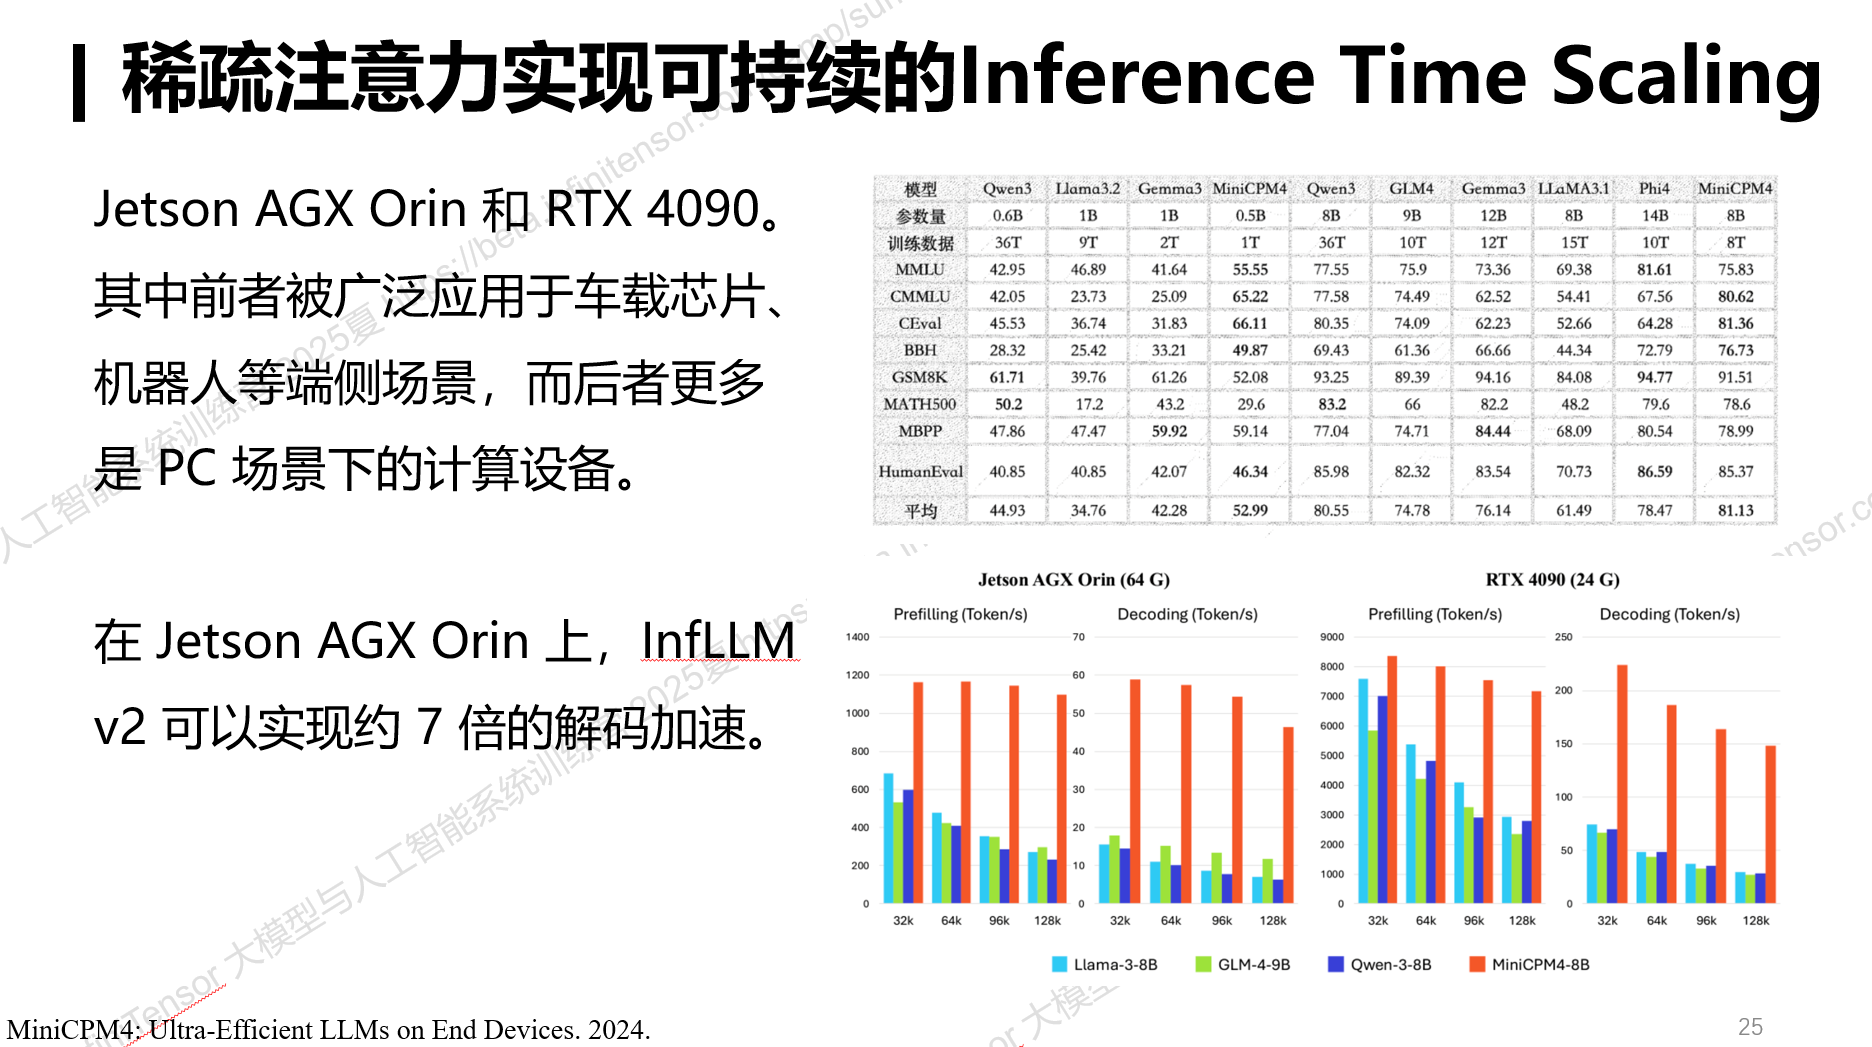 稀疏注意力实现可持续的Inference Time Scaling
Jetson AGX Orin 和 RTX 4090。
其中前者被广泛应用于车载芯片、
机器人等端侧场景，而后者更多
是 PC 场景下的计算设备。
在 Jetson AGX Orin 上，InfLLM
v2 可以实现约 7 倍的解码加速。
模型 Qwen3 Llama3.2 Gemma3 MiniCPM4 Qwen3 GLM4 Gemma3 LLaMA3.1 Phi4 MiniCPM4
参数量 0.6B 1B 1B 0.5B 8B 9B 12B 8B 14B 8B
训练数据 36T 9T 2T 1T 36T 10T 12T 15T 10T 8T
MMLU 42.95 46.89 41.64 55.55 77.55 75.9 73.36 69.38 81.61 75.83
CMMLU 42.05 23.73 25.09 65.22 77.58 74.49 62.52 54.41 67.56 80.62
CEval 45.53 36.74 31.83 66.11 80.35 74.09 62.23 52.66 64.28 81.36
BBH 28.32 25.42 33.21 49.87 69.43 61.36 66.66 44.34 72.79 76.73
GSM8K 61.71 39.76 61.26 52.08 93.25 89.39 94.16 84.08 94.77 91.51
MATH500 50.2 17.2 43.2 29.6 83.2 66 82.2 48.2 79.6 78.6
MBPP 47.86 47.47 59.92 59.14 77.04 74.71 84.44 68.09 80.54 78.99
HumanEval 40.85 40.85 42.07 46.34 85.98 82.32 83.54 70.73 86.59 85.37
平均 44.93 34.76 42.28 52.99 80.55 74.78 76.14 61.49 78.47 81.13
Jetson AGX Orin (64 G)
Prefilling (Token/s)
1400
1200
1000
800
600
400
200
0
32k 64k 96k 128k
Decoding (Token/s)
70
60
50
40
30
20
10
0
32k 64k 96k 128k
RTX 4090 (24 G)
Prefilling (Token/s)
9000
8000
7000
6000
5000
4000
3000
2000
1000
0
32k 64k 96k 128k
Decoding (Token/s)
250
200
150
100
50
0
32k 64k 96k 128k
Llama-3-8B GLM-4-9B Qwen-3-8B MiniCPM4-8B
MiniCPM4: Ultra-Efficient LLMs on End Devices. 2024.
25